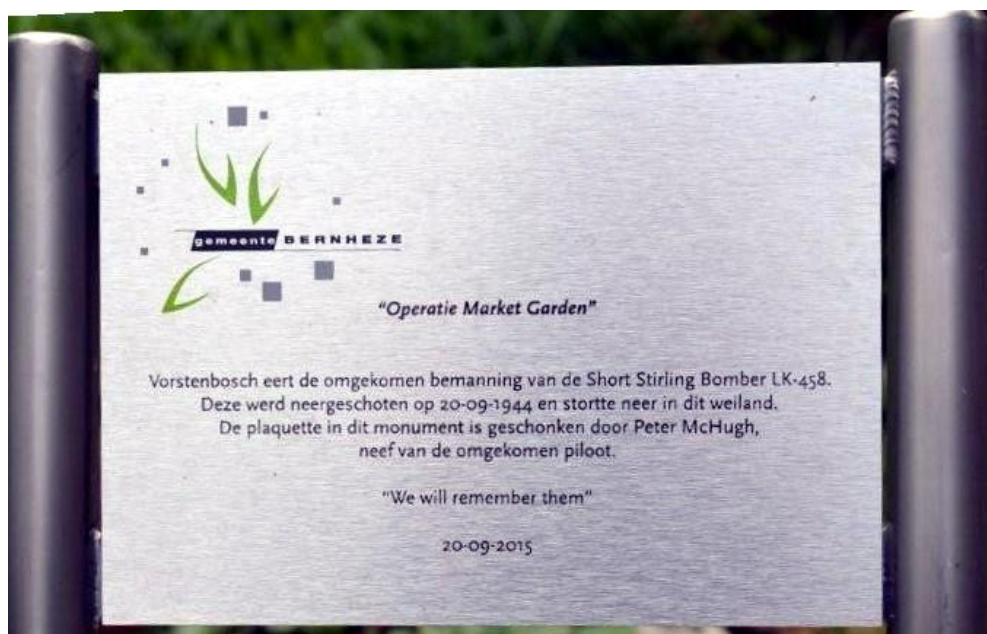 gemeente BERNHEZE
"Operatie Market Garden"
Vorstenbosch eert de omgekomen bemanning van de Short Stirling Bomber LK-458.
Deze werd neergeschoten op 20-09-1944 en stortte neer in dit weiland.
De plaquette in dit monument is geschonken door Peter McHugh,
neef van de omgekomen piloot.
"We will remember them"
20-09-2015